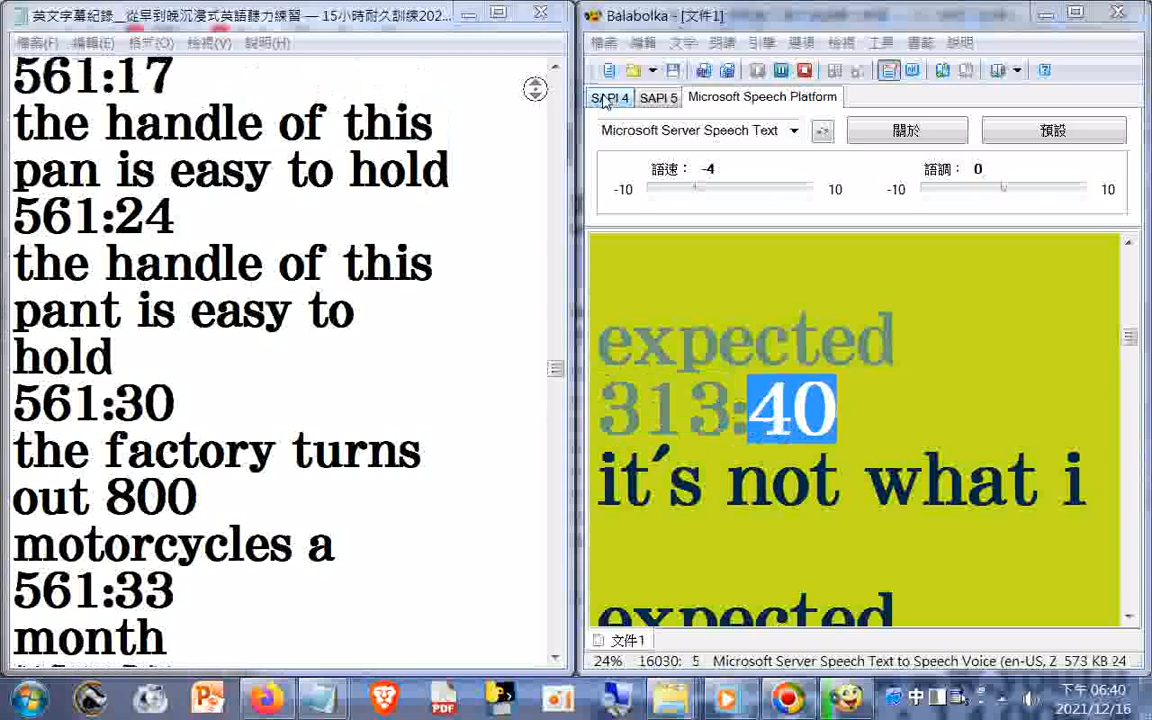 英文字幕紀錄__從早到晚沉浸式英語聽力練習 — 15小時耐久訓練202...
檔案(F) 編輯(E) 格式(O) 檢視(V) 說明(H)
561:17
the handle of this
pan is easy to hold
561:24
the handle of this
pant is easy to
hold
561:30
the factory turns
out 800
motorcycles a
561:33
month
Balabolka - [文件1]
檔案 編輯 文字 朗讀 引擎 選項 檢視 工具 書籤 說明
SAPI 4 SAPI 5 Microsoft Speech Platform
Microsoft Server Speech Text 關於 預設
語速： -4 語調： 0
-10 10 -10 10
expected
313:40
it's not what i
expected
文件1
24% 16030: 5 Microsoft Server Speech Text to Speech Voice (en-US, Z 573 KB 24
PDF 中 下午 06:40
2021/12/16